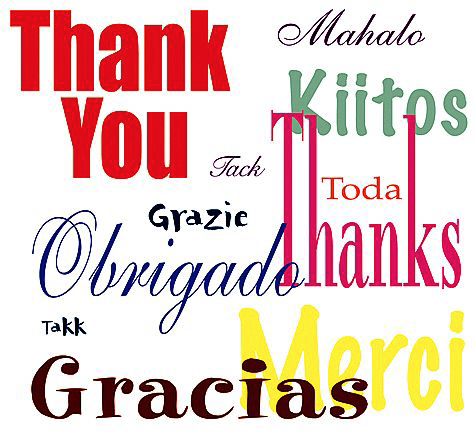 Thank
You
Mahalo
Kiitos
Tack
Toda
Thanks
Grazie
Obrigado
Takk
Merci
Gracias